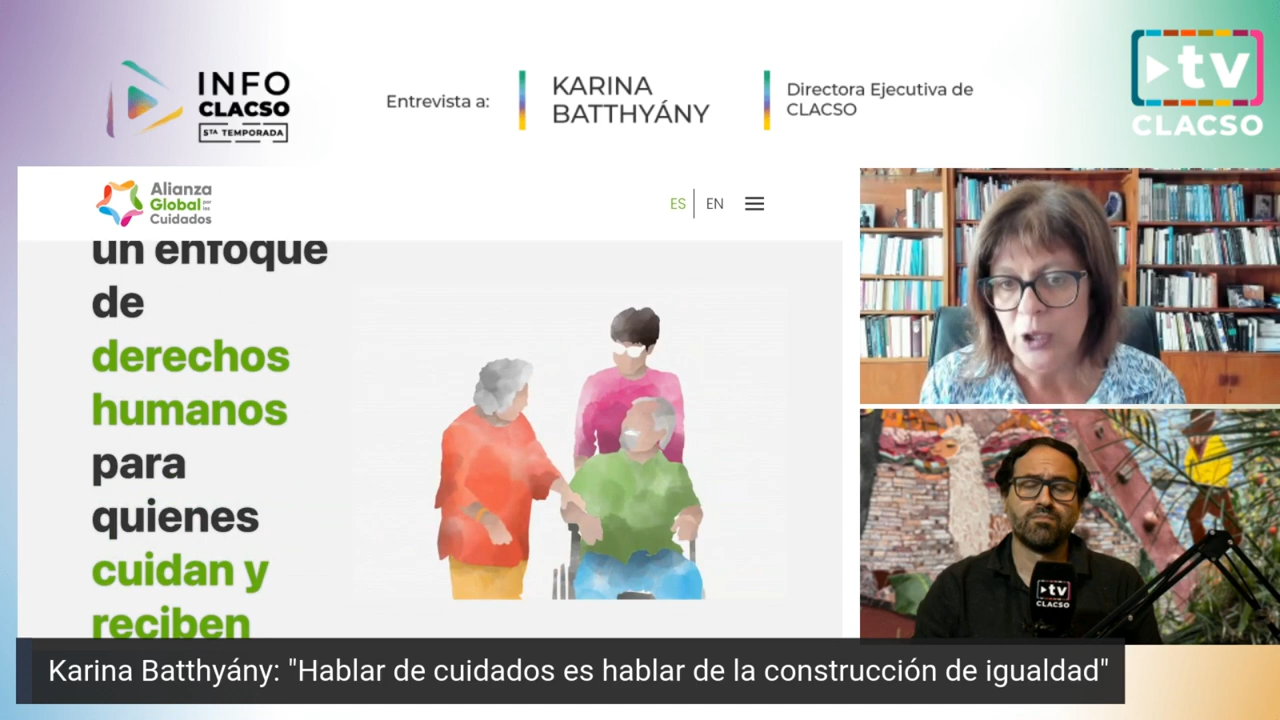 INFO
CLACSO
5TA TEMPORADA
Entrevista a:
KARINA
BATTHYÁNY
Directora Ejecutiva de
CLACSO
tv
CLACSO
Alianza
Global por los
Cuidados
ES
EN
un enfoque
de
derechos
humanos
para
quienes
cuidan y
reciben
tv
CLACSO
Karina Batthyány: "Hablar de cuidados es hablar de la construcción de igualdad"